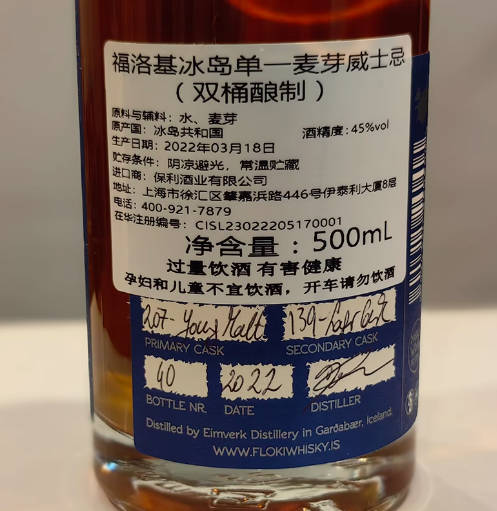 福洛基冰岛单一麦芽威士忌
（双桶酿制）
原料与辅料：水、麦芽
原产国：冰岛共和国 酒精度：45%vol
生产日期：2022年03月18日
贮存条件：阴凉避光，常温贮藏
进口商：保利酒业有限公司
地址：上海市徐汇区肇嘉浜路446号伊泰利大厦8层
电话：400-921-7879
在华注册编号：CISL23022205170001
净含量：500mL
过量饮酒 有害健康
孕妇和儿童不宜饮酒，开车请勿饮酒
207-Young Malt 139-
PRIMARY CASK SECONDARY CASK
40 2022
BOTTLE NR. DATE DISTILLER
Distilled by Eimverk Distillery in Garðabær, Iceland.
WWW.FLOKIWHISKY.IS